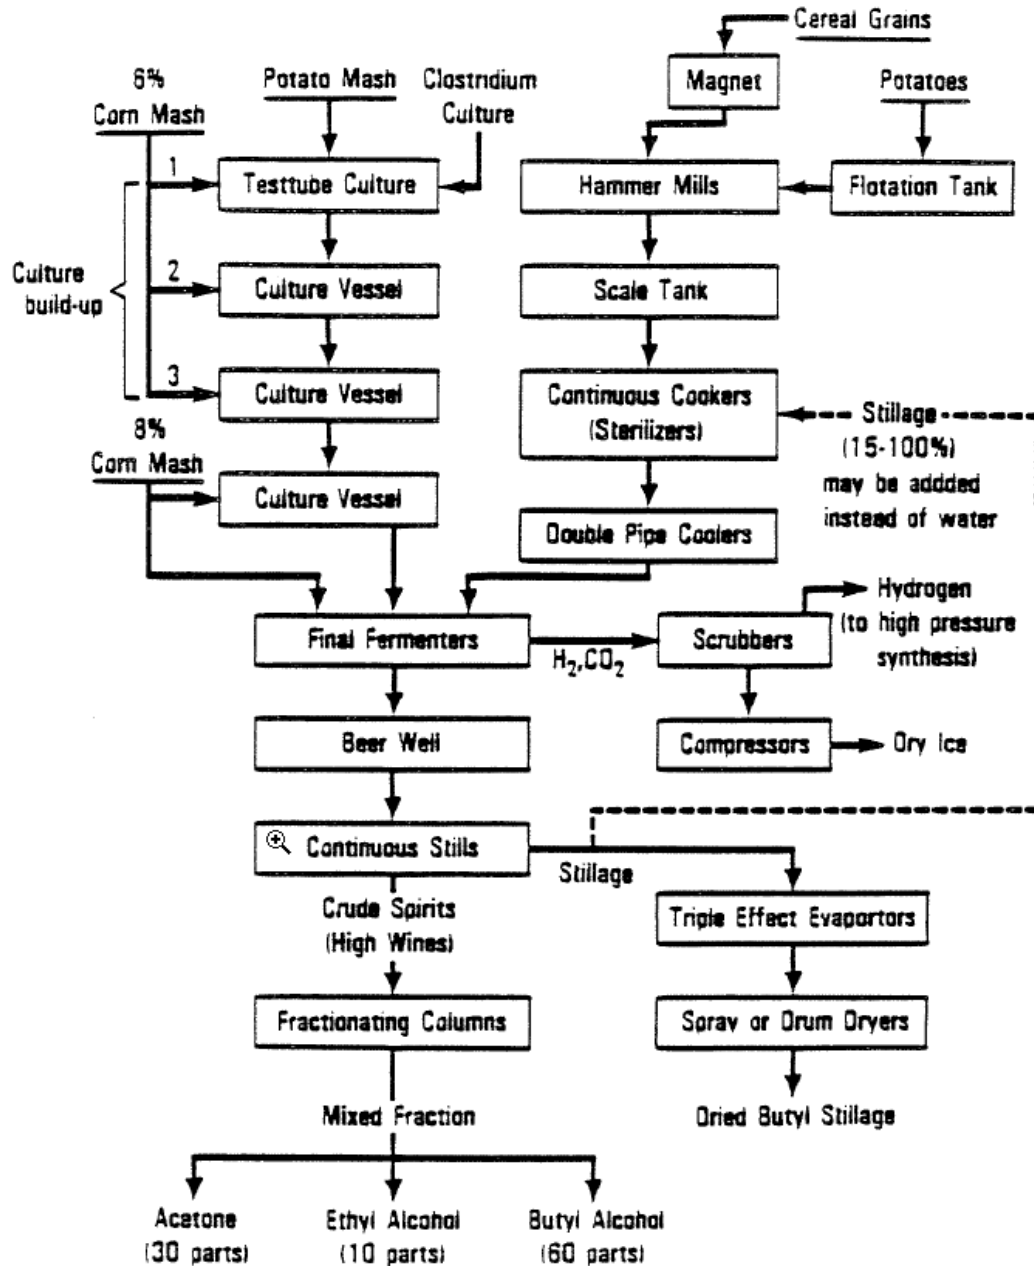 Cereal Grains
6%
Corn Mash
Potato Mash
Clostridium
Culture
Magnet
Potatoes
1
Testtube Culture
Hammer Mills
Flotation Tank
Culture
build-up
2
Culture Vessel
Scale Tank
3
Culture Vessel
Continuous Cookers
(Sterilizers)
Stillage
(15-100%)
may be addded
instead of water
8%
Corn Mash
Culture Vessel
Double Pipe Coolers
Final Fermenters
H₂,CO₂
Scrubbers
Hydrogen
(to high pressure
synthesis)
Beer Well
Compressors
Dry Ice
Continuous Stills
Stillage
Crude Spirits
(High Wines)
Triple Effect Evaportors
Fractionating Columns
Spray or Drum Dryers
Mixed Fraction
Dried Butyl Stillage
Acetone
(30 parts)
Ethyl Alcohol
(10 parts)
Butyl Alcohol
(60 parts)